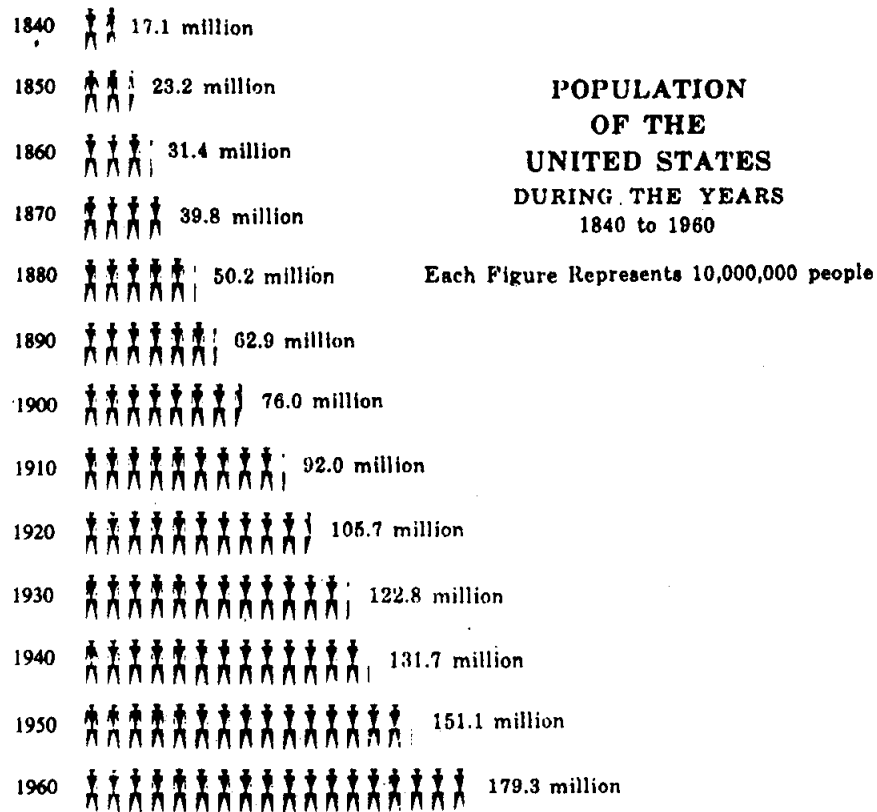 1840 17.1 million
1850 23.2 million
POPULATION
OF THE
UNITED STATES
DURING THE YEARS
1840 to 1960
Each Figure Represents 10,000,000 people
1860 31.4 million
1870 39.8 million
1880 50.2 million
1890 62.9 million
1900 76.0 million
1910 92.0 million
1920 105.7 million
1930 122.8 million
1940 131.7 million
1950 151.1 million
1960 179.3 million